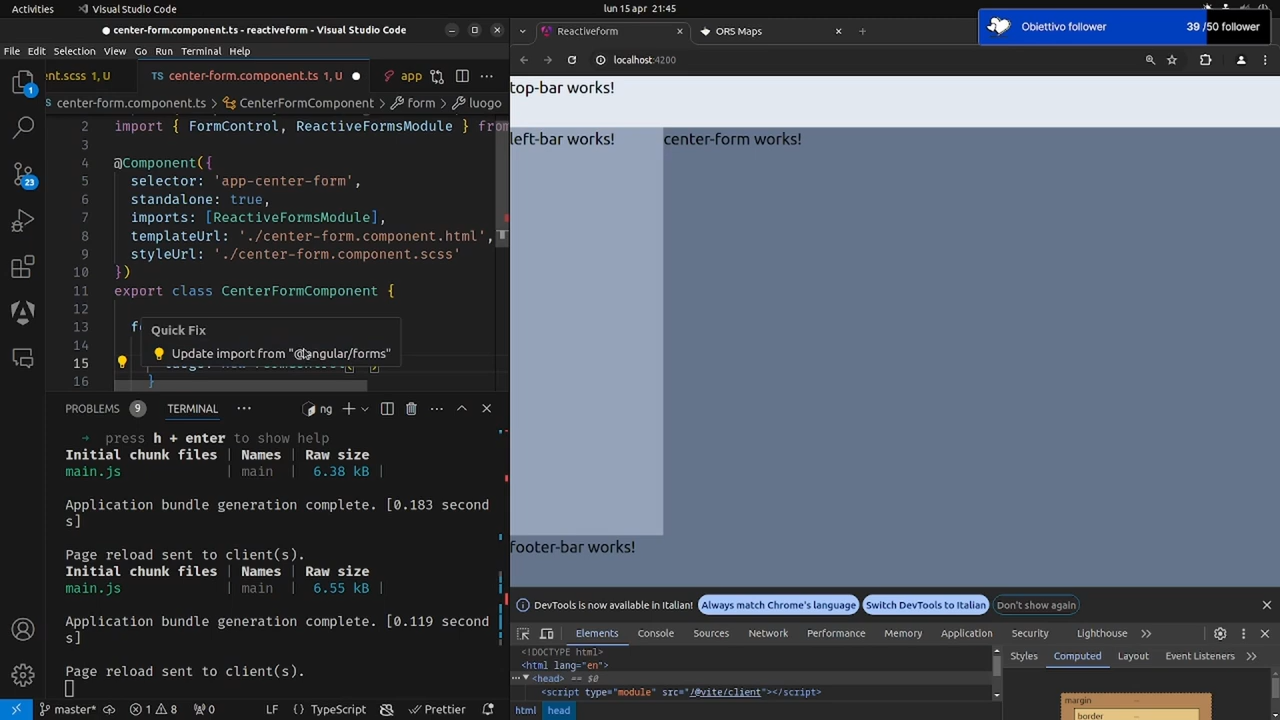 Activities
Visual Studio Code
lun 15 apr 21:45
center-form.component.ts - reactiveform - Visual Studio Code
File Edit Selection View Go Run Terminal Help
ent.scss 1, U
TS center-form.component.ts 1, U
app
center-form.component.ts > CenterFormComponent > form > luogo
2 import { FormControl, ReactiveFormsModule } from
3
4 @Component({
5 selector: 'app-center-form',
6 standalone: true,
7 imports: [ReactiveFormsModule],
8 templateUrl: './center-form.component.html',
9 styleUrl: './center-form.component.scss'
10 })
11 export class CenterFormComponent {
12
13
14
15
16 }
Quick Fix
Update import from "@angular/forms"
1
23
PROBLEMS 9 TERMINAL
ng
→ press h + enter to show help
Initial chunk files | Names | Raw size
main.js | main | 6.38 kB |
Application bundle generation complete. [0.183 second
s]
Page reload sent to client(s).
Initial chunk files | Names | Raw size
main.js | main | 6.55 kB |
Application bundle generation complete. [0.119 second
s]
Page reload sent to client(s).
master* 1 8 0 LF {} TypeScript Prettier
Reactiveform
ORS Maps
Obiettivo follower 39 /50 follower
localhost:4200
top-bar works!
left-bar works!
center-form works!
footer-bar works!
DevTools is now available in Italian! Always match Chrome's language Switch DevTools to Italian Don't show again
Elements Console Sources Network Performance Memory Application Security Lighthouse
<!DOCTYPE html>
<html lang="en">
<head> == $0
<script type="module" src="/@vite/client"></script>
html head
Styles Computed Layout Event Listeners
margin
border